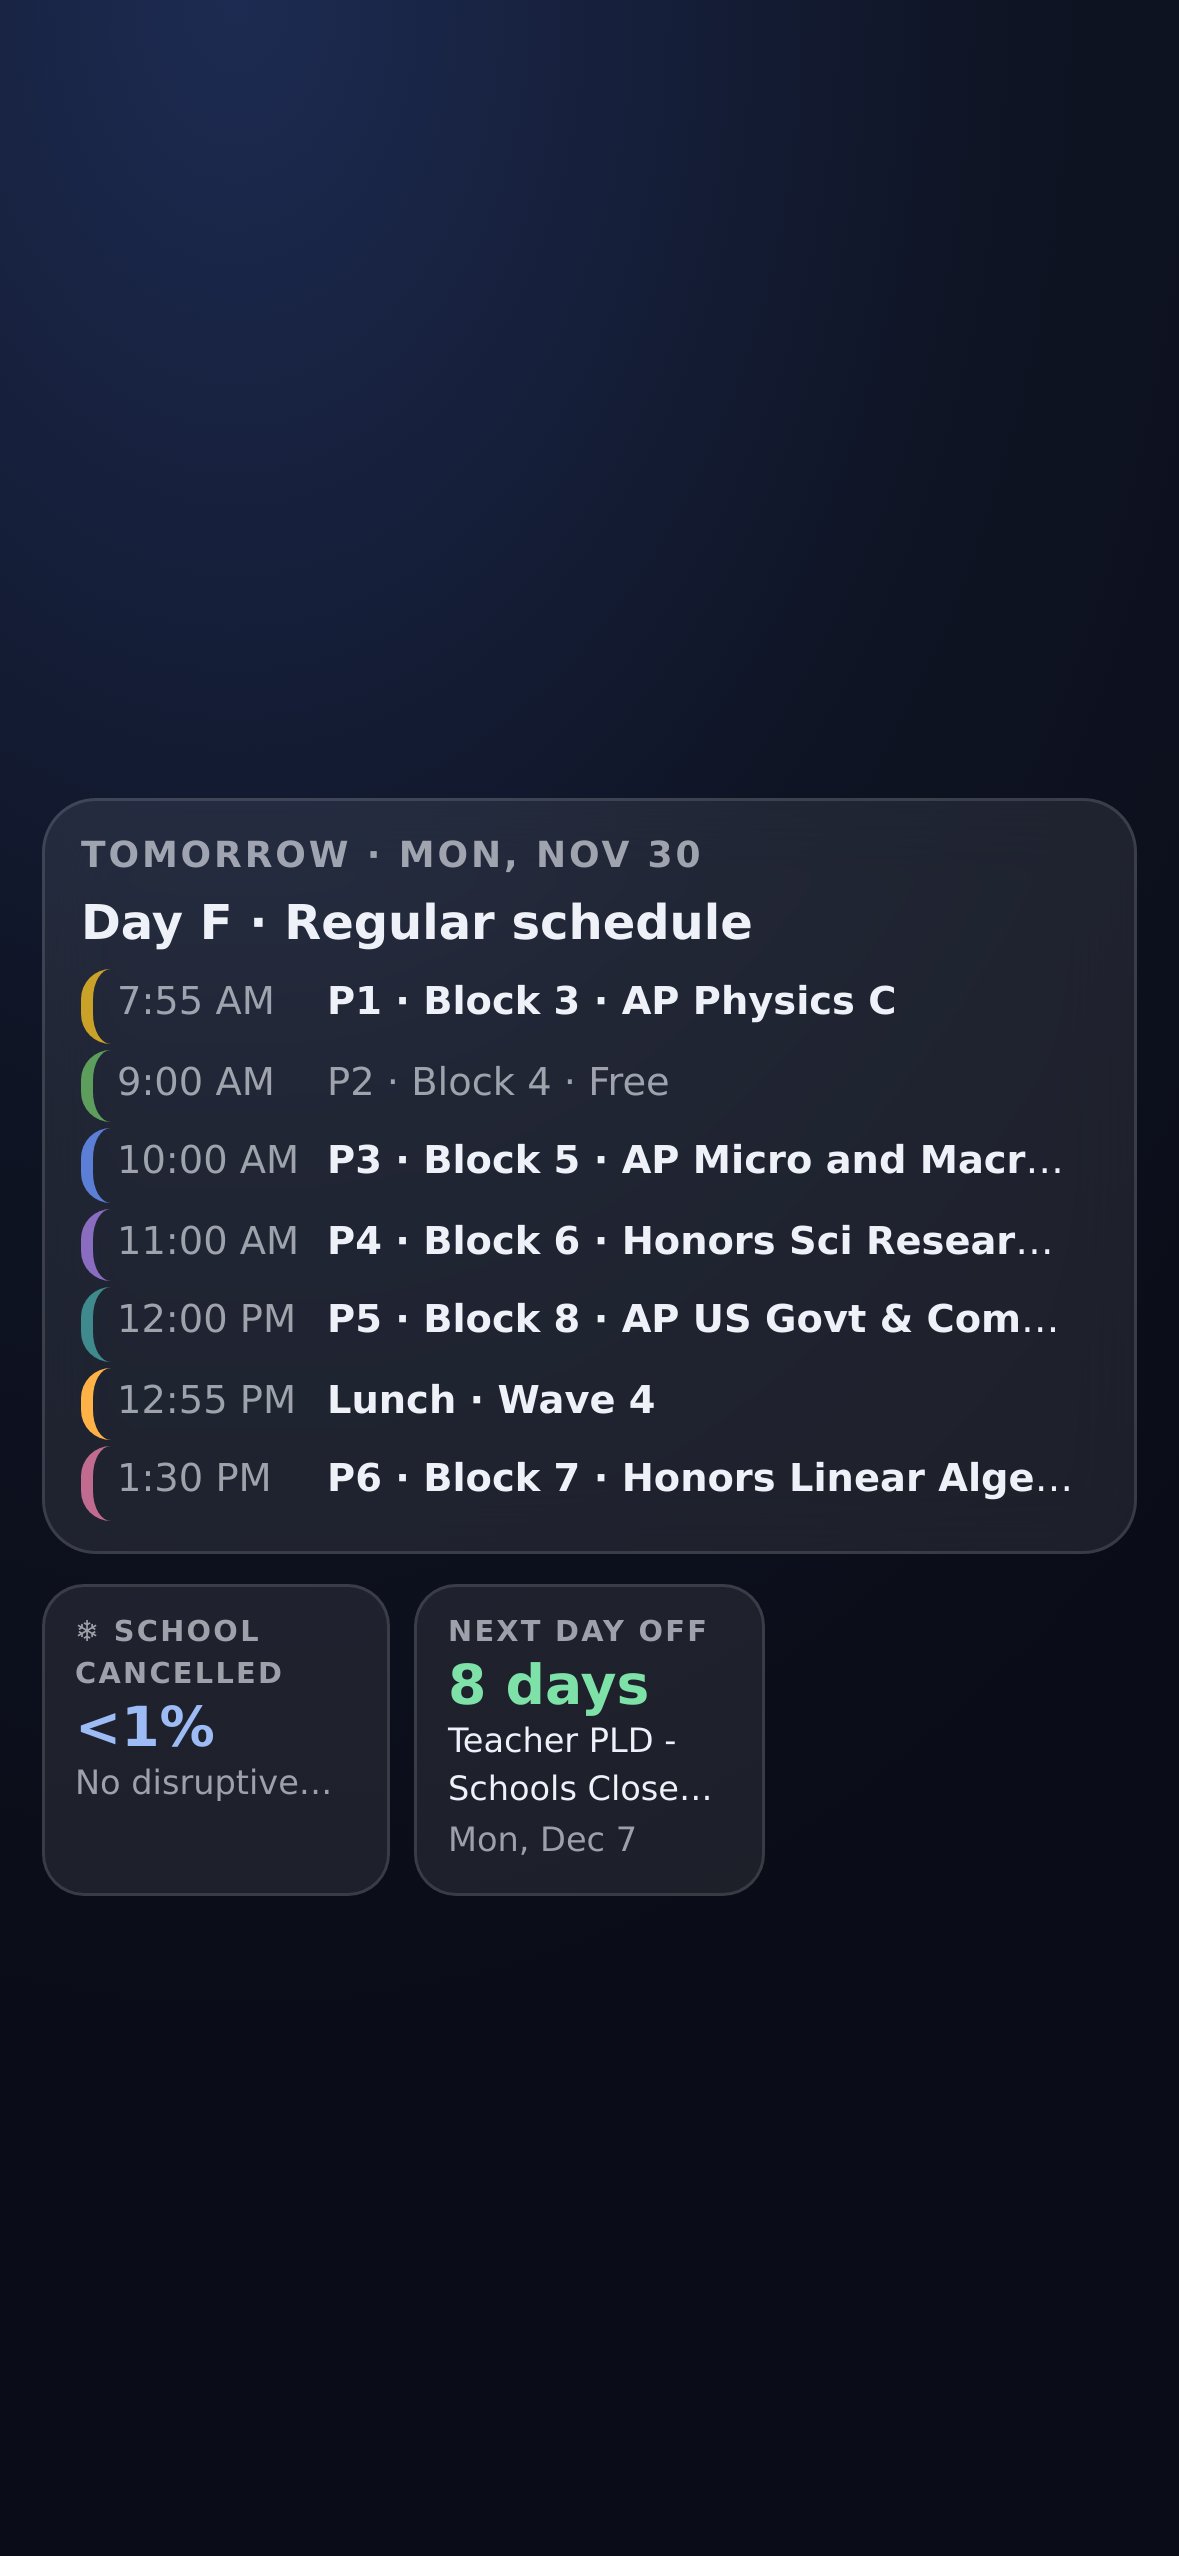 TOMORROW · MON, NOV 30
Day F · Regular schedule
7:55 AM P1 · Block 3 · AP Physics C
9:00 AM P2 · Block 4 · Free
10:00 AM P3 · Block 5 · AP Micro and Macr…
11:00 AM P4 · Block 6 · Honors Sci Resear…
12:00 PM P5 · Block 8 · AP US Govt & Com…
12:55 PM Lunch · Wave 4
1:30 PM P6 · Block 7 · Honors Linear Alge…
❄ SCHOOL
CANCELLED
<1%
No disruptive…
NEXT DAY OFF
8 days
Teacher PLD -
Schools Close…
Mon, Dec 7